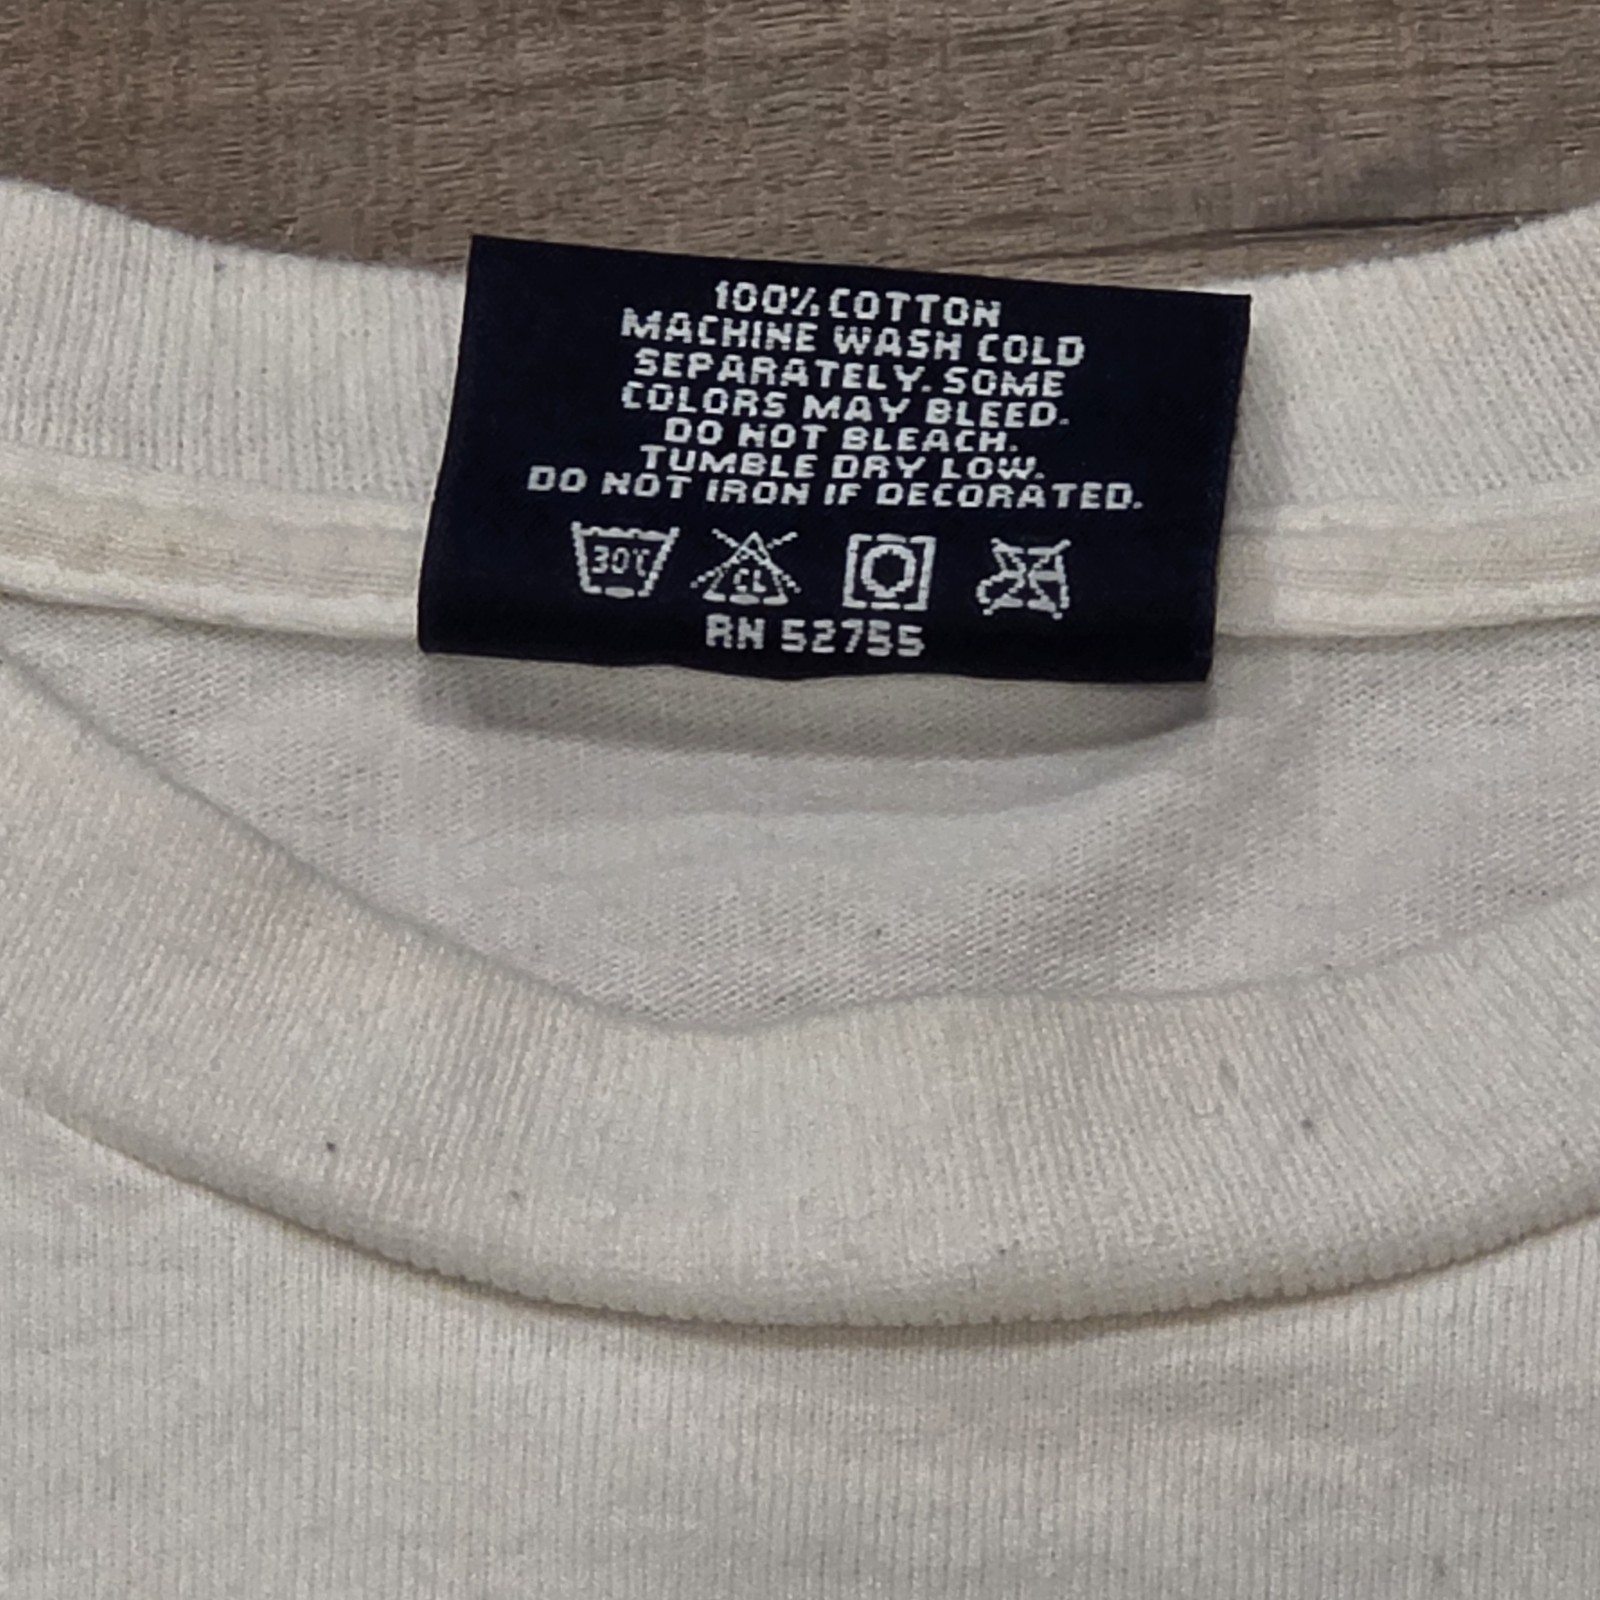 100% COTTON
MACHINE WASH COLD
SEPARATELY. SOME
COLORS MAY BLEED.
DO NOT BLEACH.
TUMBLE DRY LOW.
DO NOT IRON IF DECORATED.
30°C CL
RN 52755